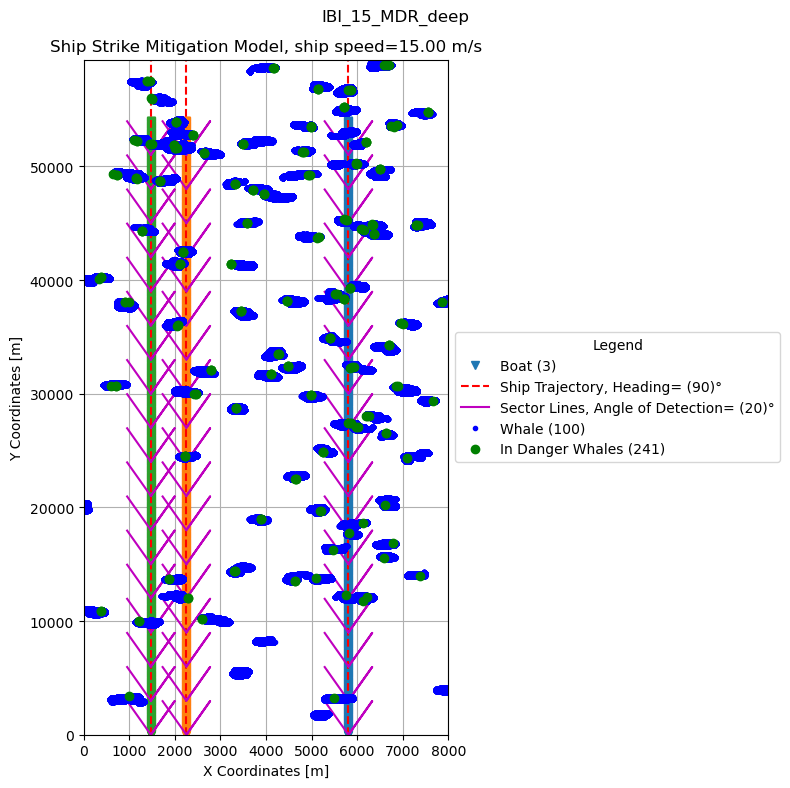 IBI_15_MDR_deep
Ship Strike Mitigation Model, ship speed=15.00 m/s
Y Coordinates [m]
50000
40000
30000
20000
10000
0
0 1000 2000 3000 4000 5000 6000 7000 8000
X Coordinates [m]
Legend
Boat (3)
Ship Trajectory, Heading= (90)°
Sector Lines, Angle of Detection= (20)°
Whale (100)
In Danger Whales (241)